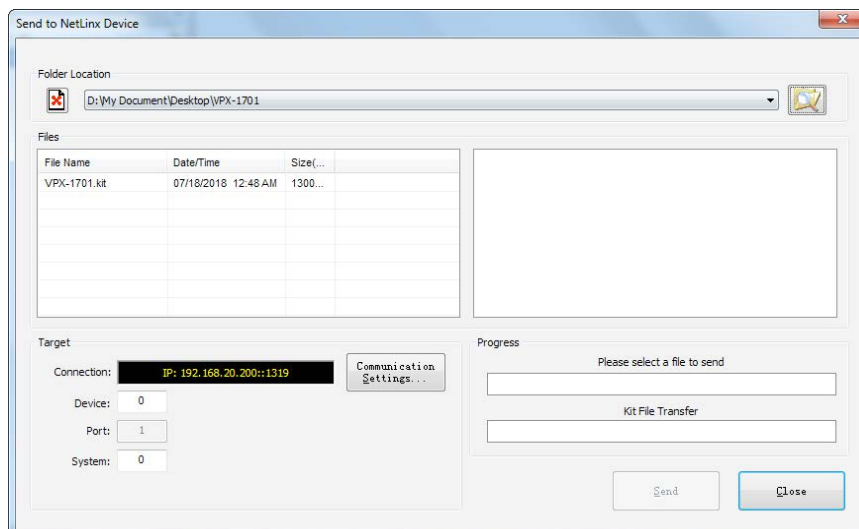 Send to NetLinx Device
Folder Location
D:\My Document\Desktop\VPX-1701
Files
File Name Date/Time Size(...
VPX-1701.kit 07/18/2018 12:48 AM 1300...
Target
Connection: IP: 192.168.20.200::1319 Communication
Settings...
Device: 0
Port: 1
System: 0
Progress
Please select a file to send
Kit File Transfer
Send Close